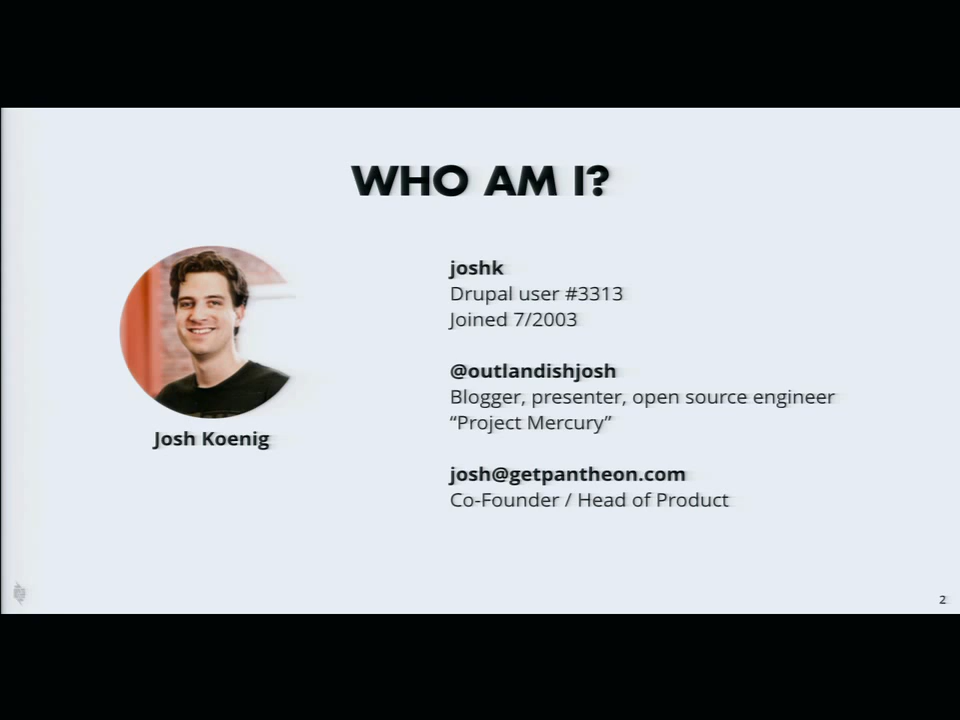 WHO AM I?
joshk
Drupal user #3313
Joined 7/2003
@outlandishjosh
Blogger, presenter, open source engineer
“Project Mercury”
josh@getpantheon.com
Co-Founder / Head of Product
Josh Koenig
2